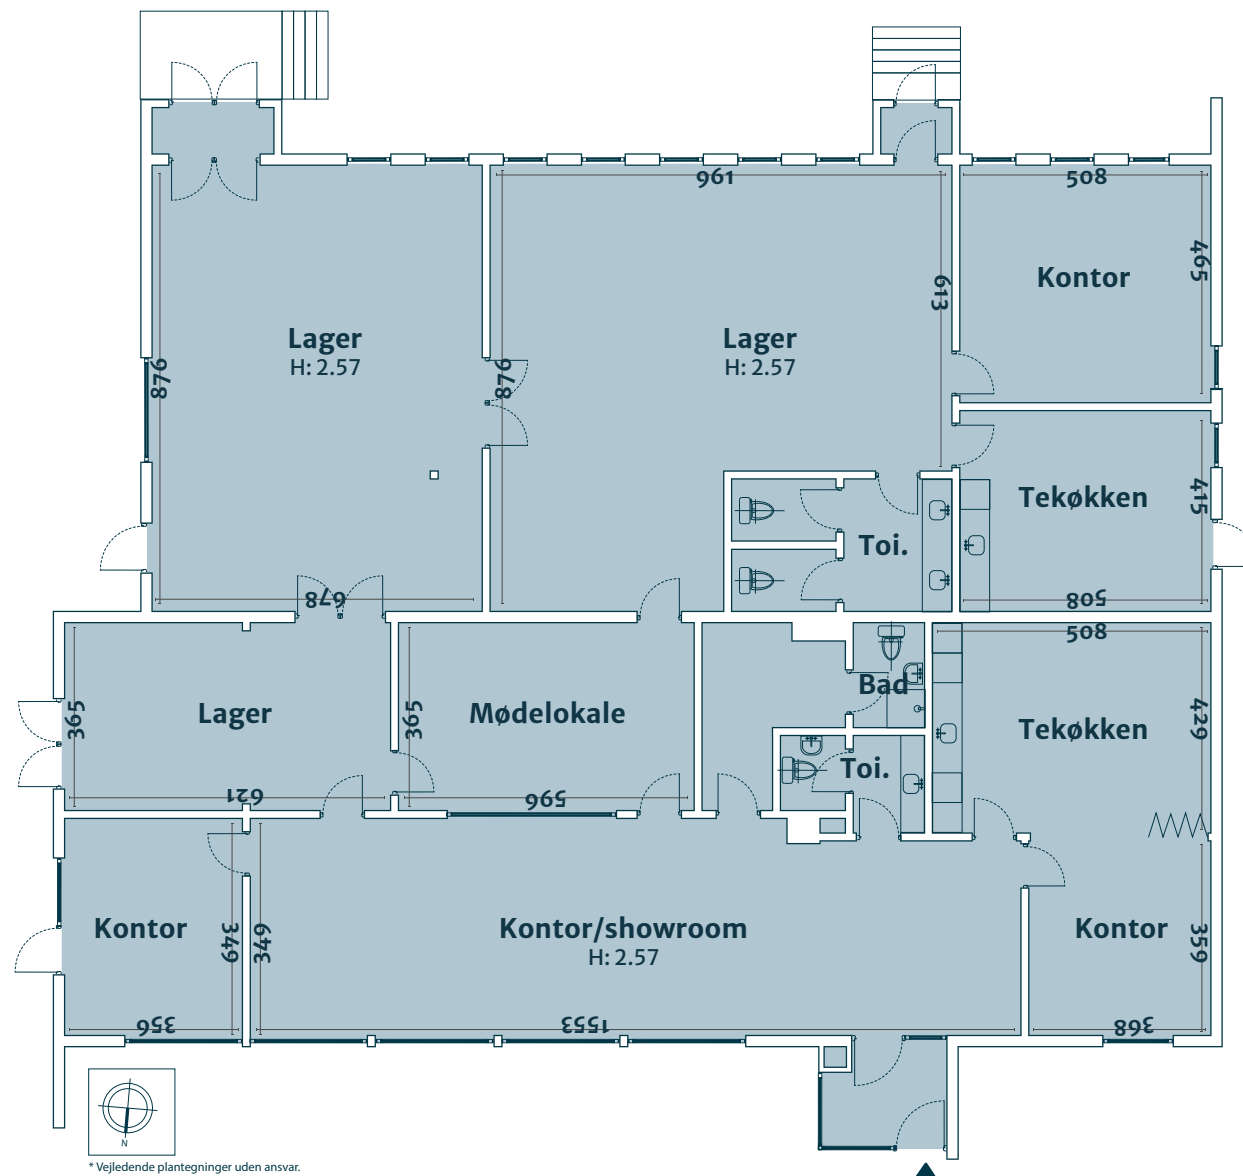 961
508
465
Kontor
613
Lager
H: 2.57
876
Lager
H: 2.57
876
Tekøkken
415
Toi.
508
678
508
365
Lager
365
Mødelokale
Bad
429
Tekøkken
Toi.
621
596
Kontor
349
349
Kontor/showroom
H: 2.57
Kontor
359
356
1553
368
N
* Vejledende plantegninger uden ansvar.